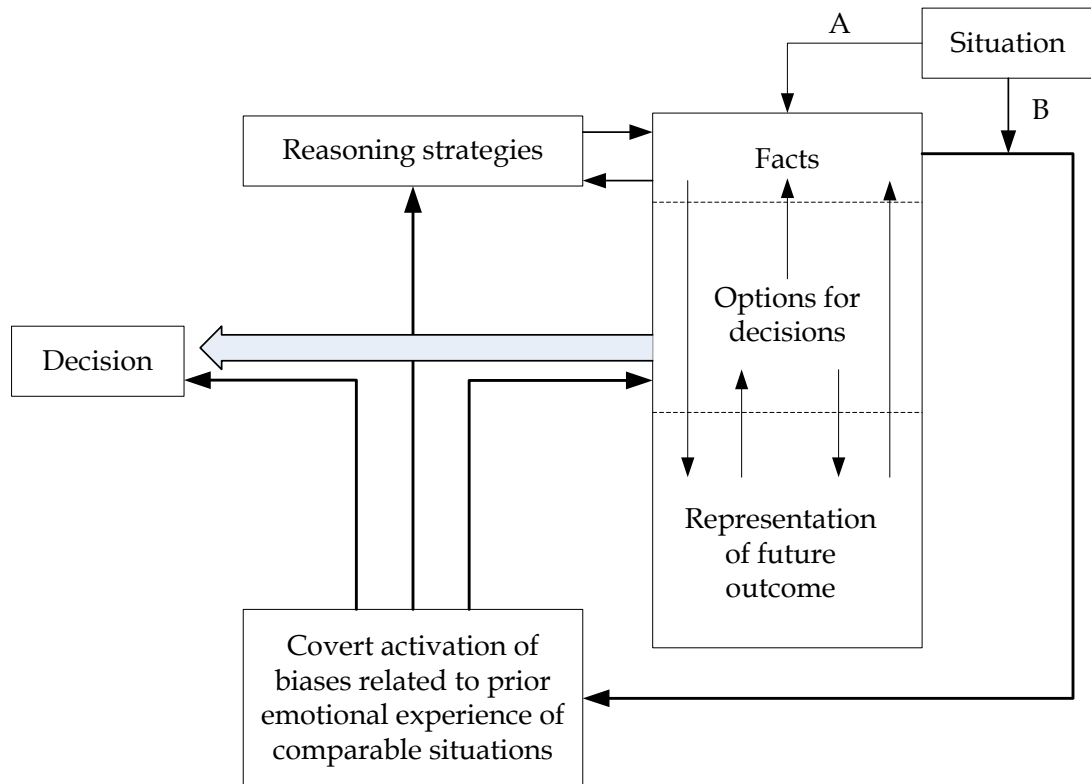 A
Situation
B
Reasoning strategies
Facts
Options for
decisions
Decision
Representation
of future
outcome
Covert activation of
biases related to prior
emotional experience of
comparable situations